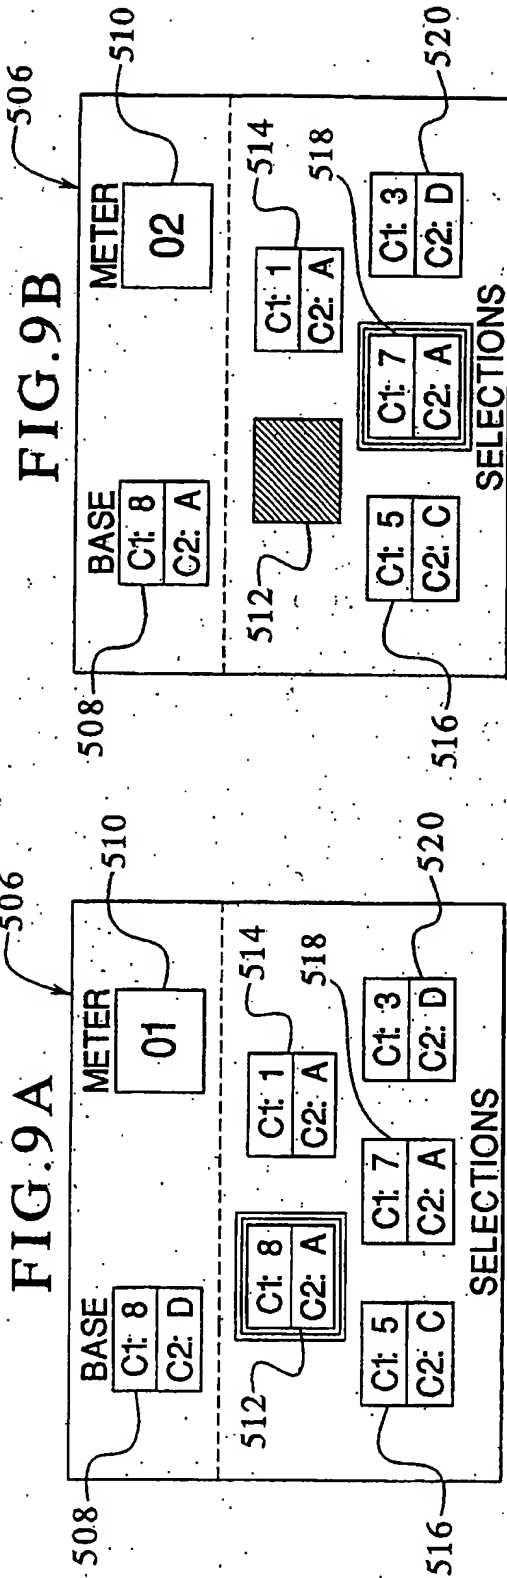 FIG.9A
506
BASE
METER
508
C1: 8
C2: D
01
510
512
C1: 8
C2: A
C1: 1
C2: A
514
518
C1: 5
C2: C
C1: 7
C2: A
C1: 3
C2: D
516
520
SELECTIONS
FIG.9B
506
BASE
METER
508
C1: 8
C2: A
02
510
512
C1: 1
C2: A
514
518
C1: 5
C2: C
C1: 7
C2: A
C1: 3
C2: D
516
520
SELECTIONS